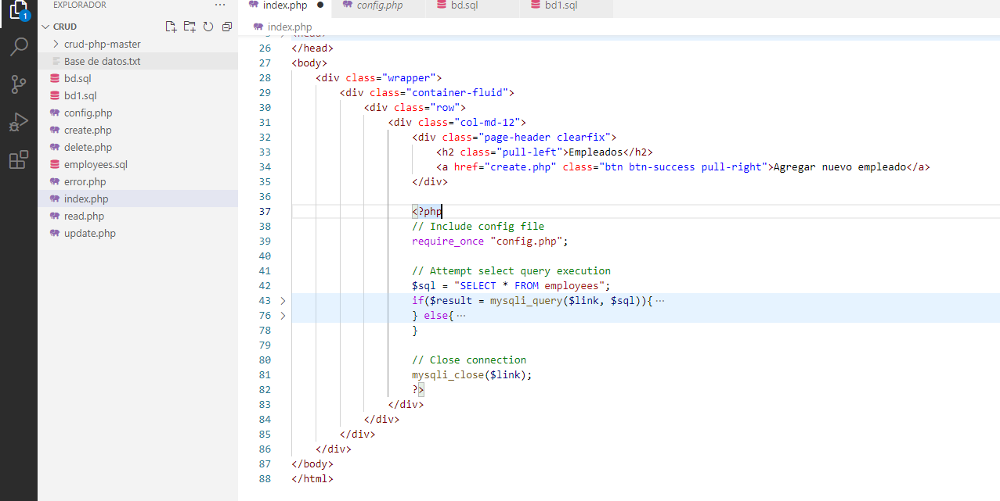 EXPLORADOR
···
1
CRUD
crud-php-master
Base de datos.txt
bd.sql
bd1.sql
config.php
create.php
delete.php
employees.sql
error.php
index.php
read.php
update.php
index.php
config.php
bd.sql
bd1.sql
index.php
26 </head>
27 <body>
28 <div class="wrapper">
29 <div class="container-fluid">
30 <div class="row">
31 <div class="col-md-12">
32 <div class="page-header clearfix">
33 <h2 class="pull-left">Empleados</h2>
34 <a href="create.php" class="btn btn-success pull-right">Agregar nuevo empleado</a>
35 </div>
36
37 <?php
38 // Include config file
39 require_once "config.php";
40
41 // Attempt select query execution
42 $sql = "SELECT * FROM employees";
43 if($result = mysqli_query($link, $sql)){ ···
76 } else{ ···
78 }
79
80 // Close connection
81 mysqli_close($link);
82 ?>
83 </div>
84 </div>
85 </div>
86 </div>
87 </body>
88 </html>